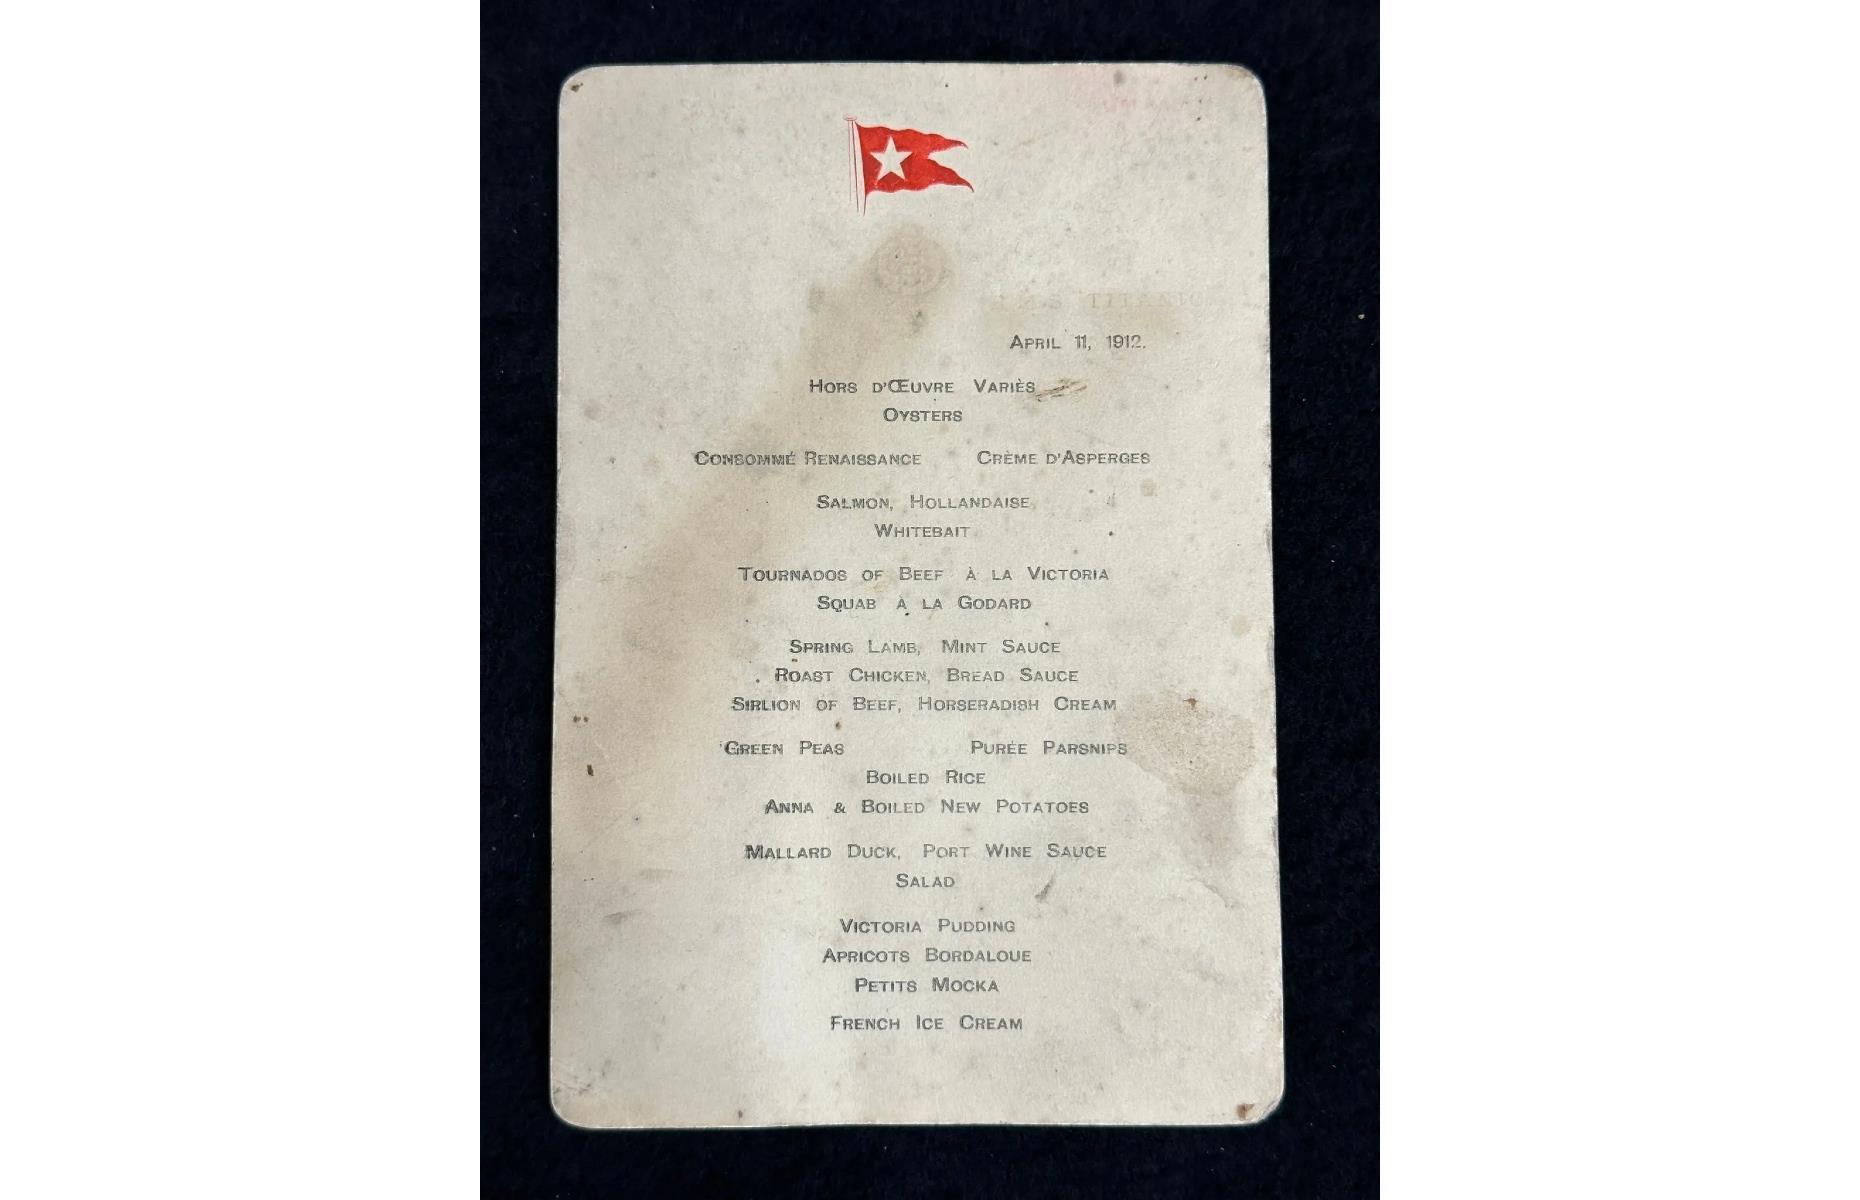 April 11, 1912.
Hors d'Œuvre Variès
Oysters
Consommé Renaissance Crème d'Asperges
Salmon, Hollandaise
Whitebait
Tournados of Beef à la Victoria
Squab à la Godard
Spring Lamb, Mint Sauce
Roast Chicken, Bread Sauce
Sirlion of Beef, Horseradish Cream
Green Peas Purée Parsnips
Boiled Rice
Anna & Boiled New Potatoes
Mallard Duck, Port Wine Sauce
Salad
Victoria Pudding
Apricots Bordaloue
Petits Mocka
French Ice Cream